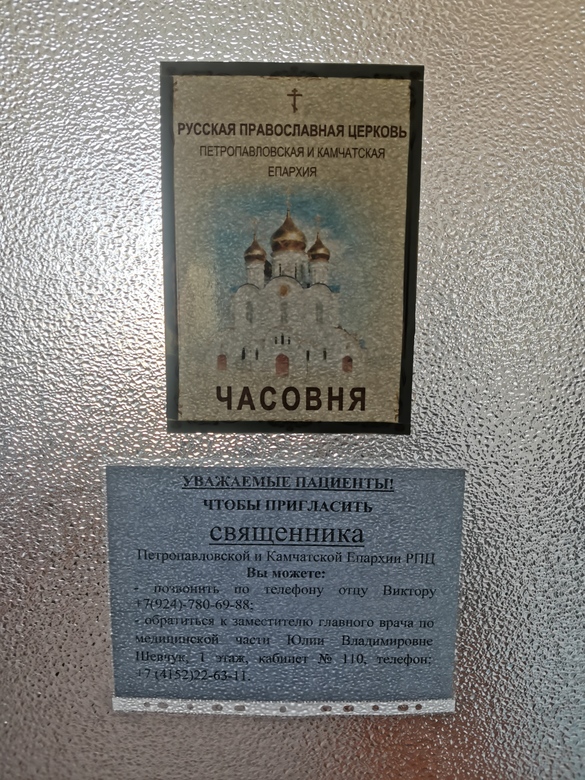 РУССКАЯ ПРАВОСЛАВНАЯ ЦЕРКОВЬ
ПЕТРОПАВЛОВСКАЯ И КАМЧАТСКАЯ
ЕПАРХИЯ
ЧАСОВНЯ
УВАЖАЕМЫЕ ПАЦИЕНТЫ!
ЧТОБЫ ПРИГЛАСИТЬ
священника
Петропавловской и Камчатской Епархии РПЦ
Вы можете:
- позвонить по телефону отцу Виктору
+7(924)-780-69-88;
- обратиться к заместителю главного врача по
медицинской части Юлии Владимировне
Шевчук, 1 этаж, кабинет № 110, телефон:
+7 (4152)22-63-11.